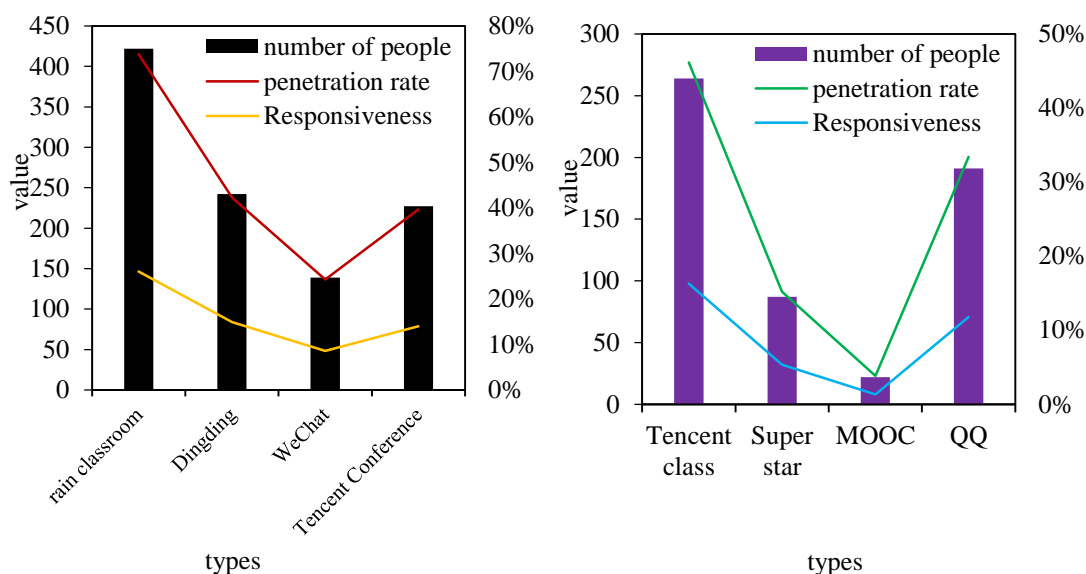 450
400
350
300
250
200
150
100
50
0
value
number of people
penetration rate
Responsiveness
80%
70%
60%
50%
40%
30%
20%
10%
0%
rain classroom
Dingding
WeChat
Tencent Conference
types
300
250
200
150
100
50
0
value
number of people
penetration rate
Responsiveness
50%
40%
30%
20%
10%
0%
Tencent class
Super star
MOOC
QQ
types